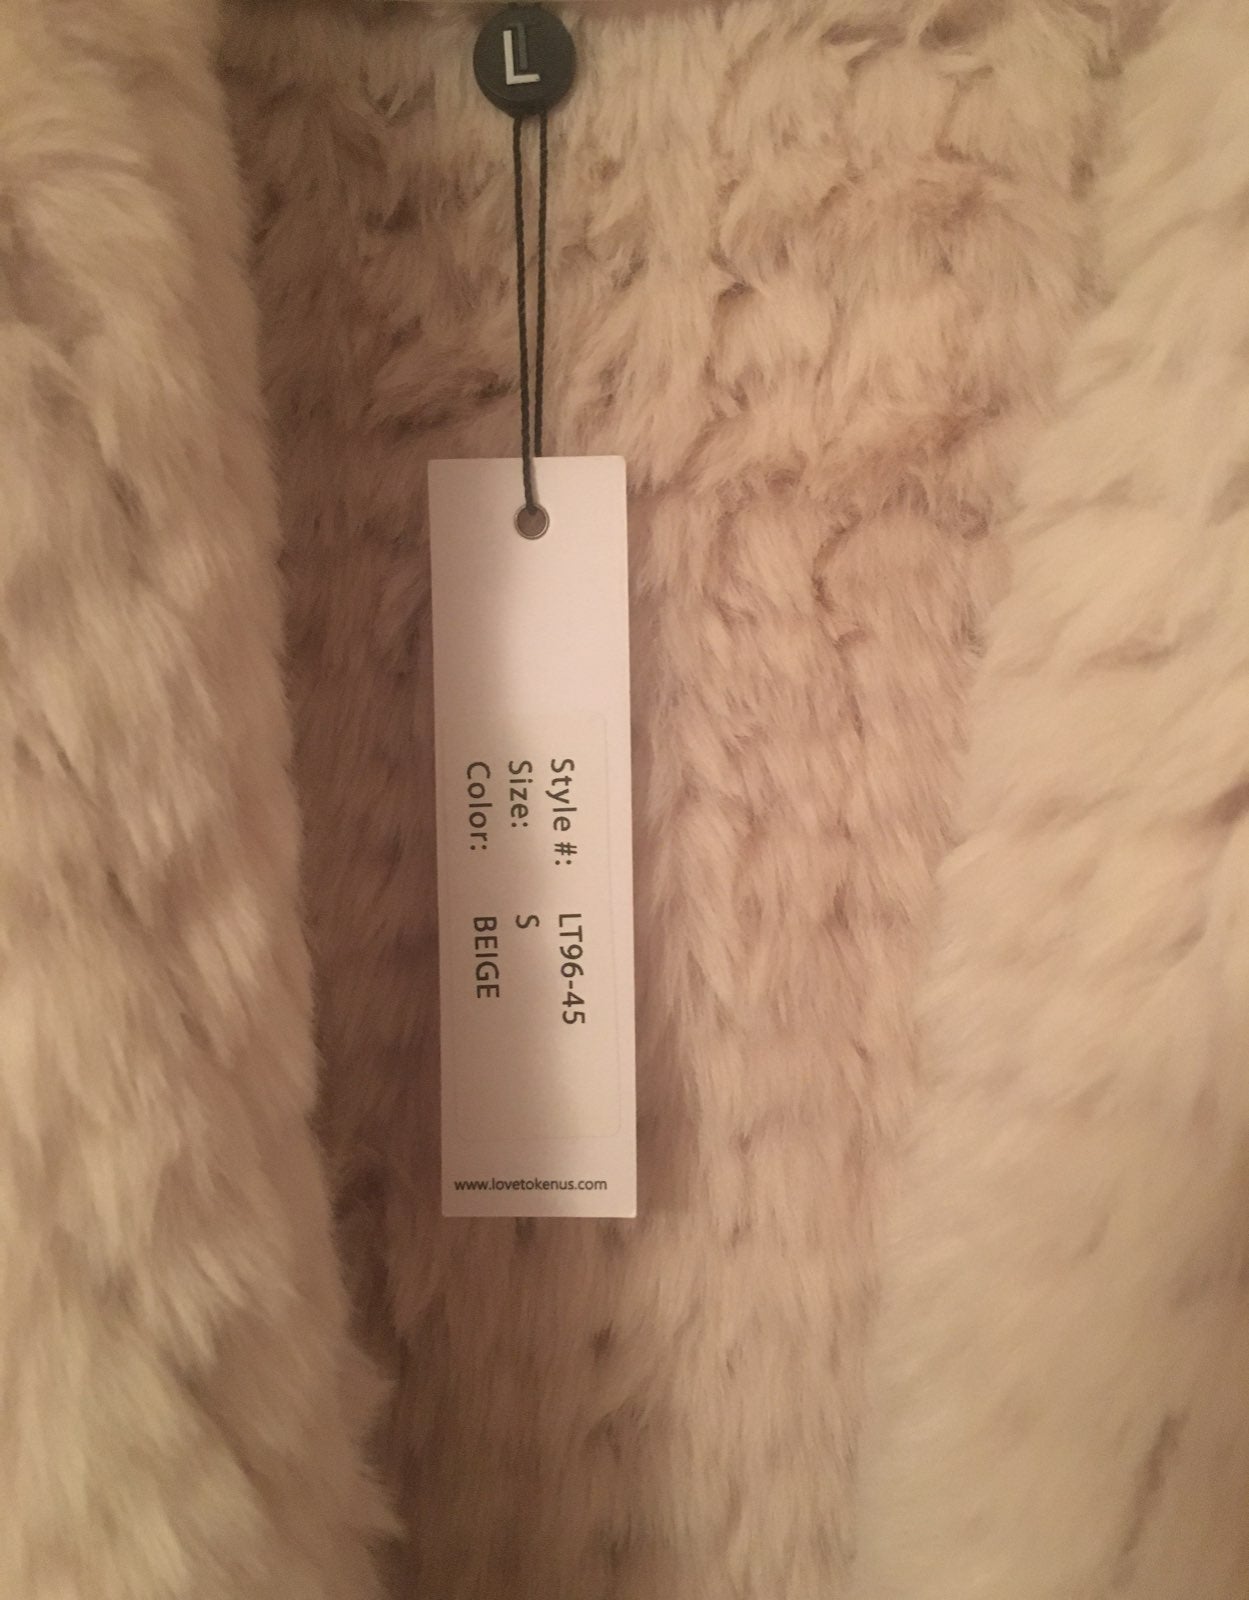 L
Style #: LT96-45
Size: S
Color: BEIGE
www.lovetokenus.com